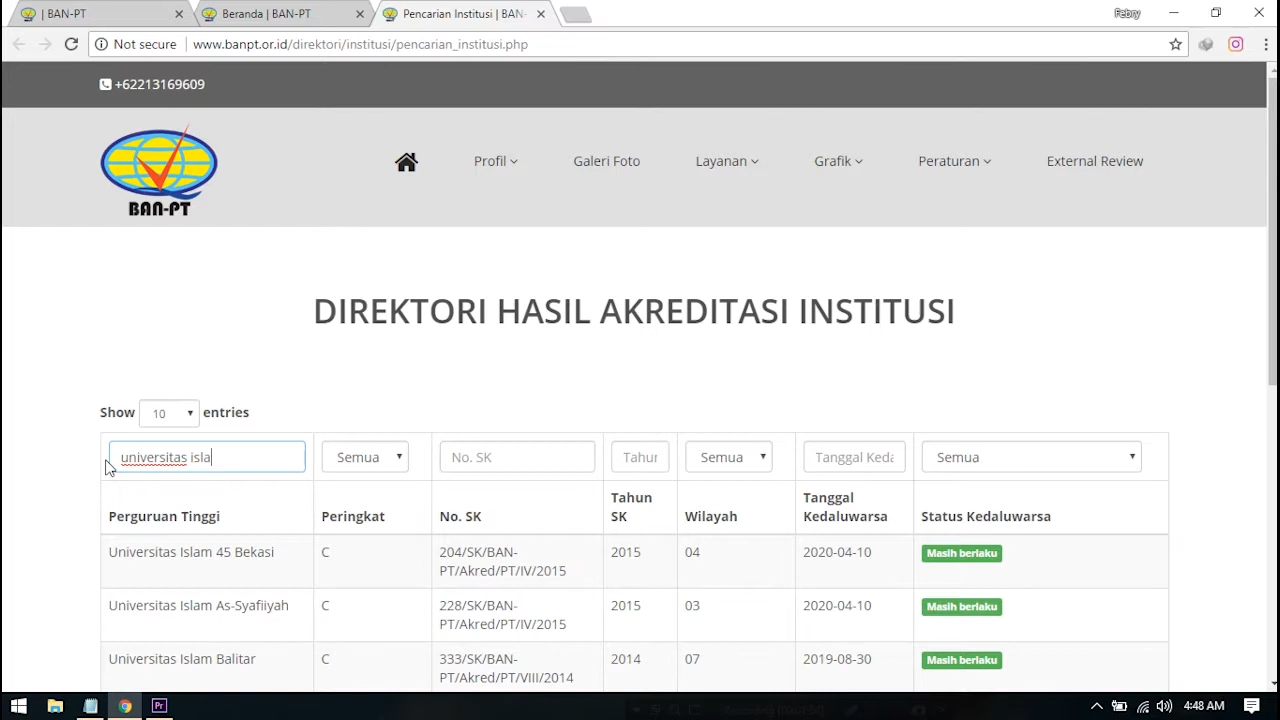 | BAN-PT
Beranda | BAN-PT
Pencarian Institusi | BAN-
Febry
Not secure
www.banpt.or.id/direktori/institusi/pencarian_institusi.php
+62213169609
BAN-PT
Profil
Galeri Foto
Layanan
Grafik
Peraturan
External Review
DIREKTORI HASIL AKREDITASI INSTITUSI
Show 10 entries
universitas isla
Semua
No. SK
Tahur
Semua
Tanggal Keda
Semua
Perguruan Tinggi
Peringkat
No. SK
Tahun
SK
Wilayah
Tanggal
Kedaluwarsa
Status Kedaluwarsa
Universitas Islam 45 Bekasi
C
204/SK/BAN-
PT/Akred/PT/IV/2015
2015
04
2020-04-10
Masih berlaku
Universitas Islam As-Syafiiyah
C
228/SK/BAN-
PT/Akred/PT/IV/2015
2015
03
2020-04-10
Masih berlaku
Universitas Islam Balitar
C
333/SK/BAN-
PT/Akred/PT/VIII/2014
2014
07
2019-08-30
Masih berlaku
Pr
4:48 AM